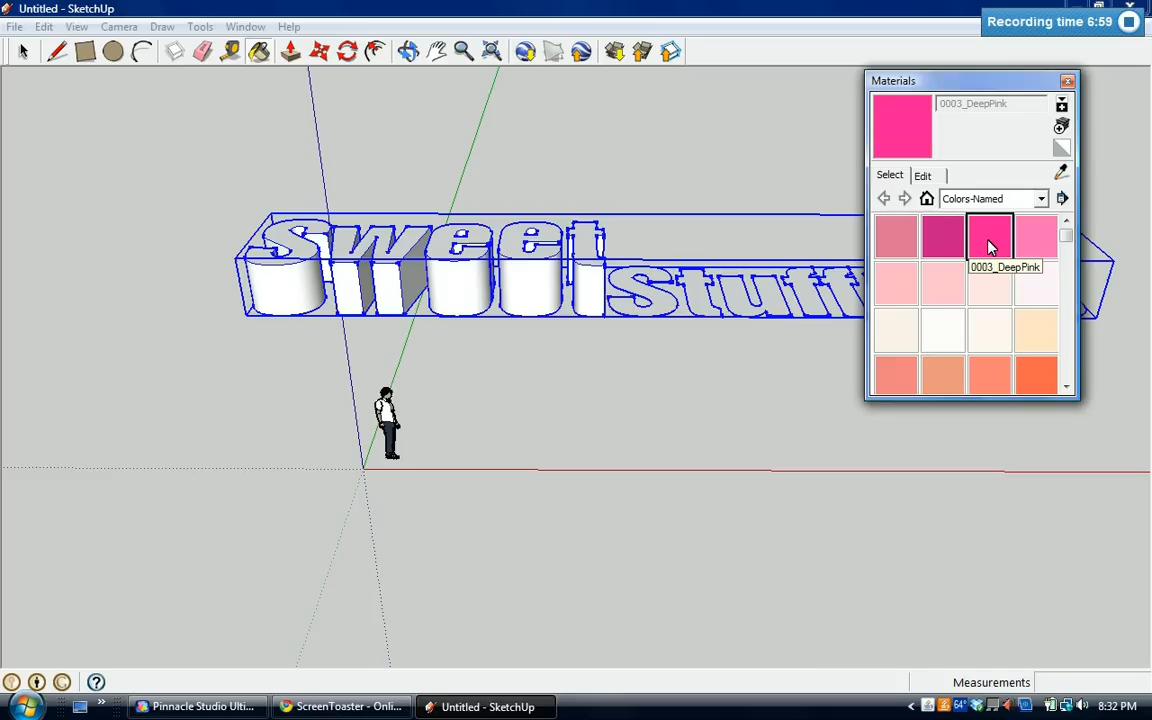 Untitled - SketchUp
Recording time 6:59
File Edit View Camera Draw Tools Window Help
Materials
0003_DeepPink
Select Edit
Colors-Named
0003_DeepPink
Sweet Stuff
Measurements
Pinnacle Studio Ulti...
ScreenToaster - Onli...
Untitled - SketchUp
64°
8:32 PM